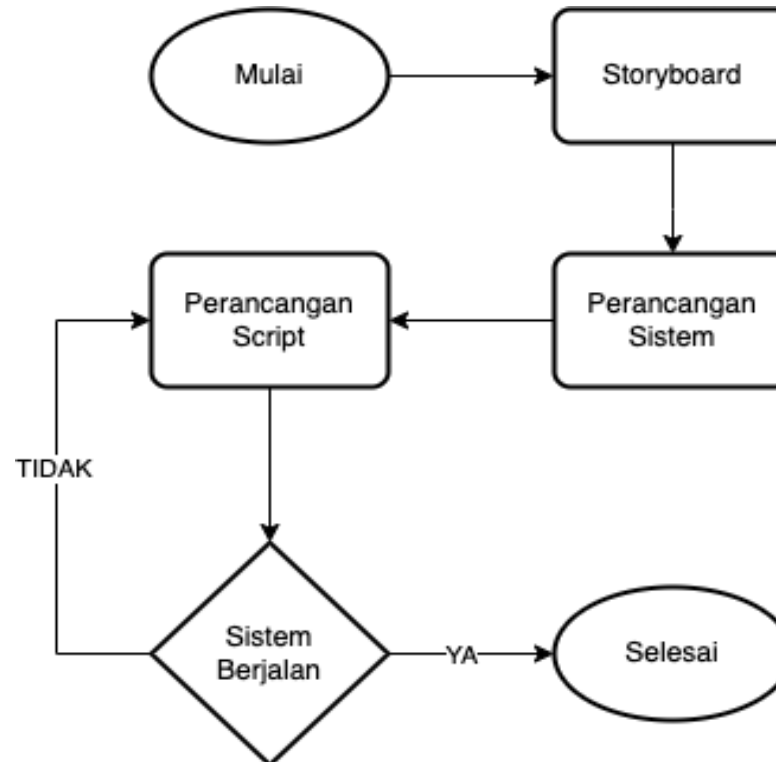 Mulai
Storyboard
Perancangan
Script
Perancangan
Sistem
TIDAK
Sistem
Berjalan
YA
Selesai